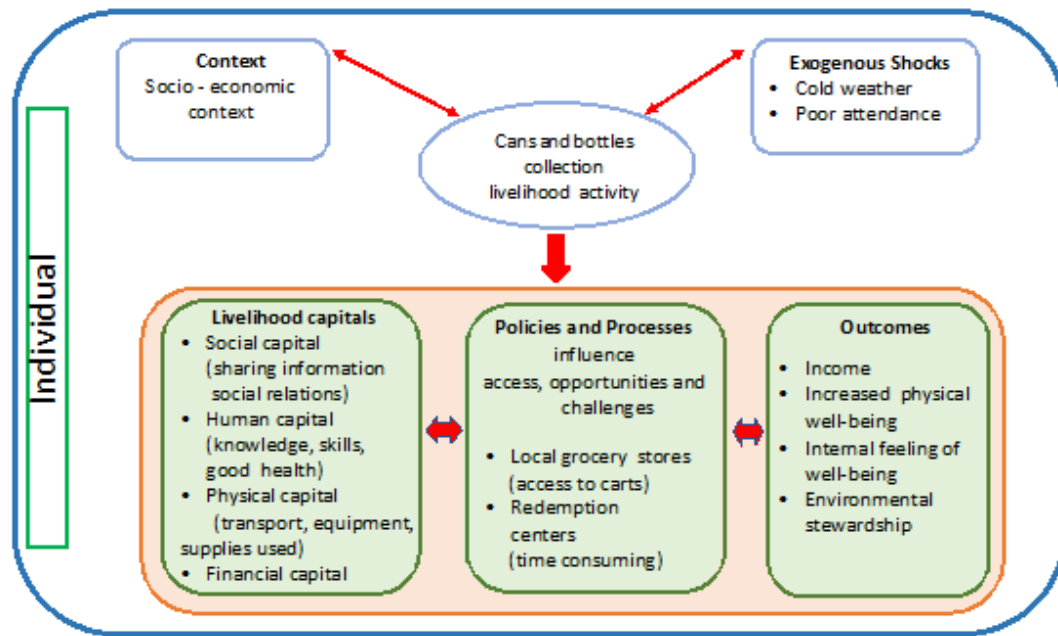 Context
Socio - economic
context
Exogenous Shocks
• Cold weather
• Poor attendance
Cans and bottles
collection
livelihood activity
Individual
Livelihood capitals
• Social capital
(sharing information
social relations)
• Human capital
(knowledge, skills,
good health)
• Physical capital
(transport, equipment,
supplies used)
• Financial capital
Policies and Processes
influence
access, opportunities and
challenges
• Local grocery stores
(access to carts)
• Redemption
centers
(time consuming)
Outcomes
• Income
• Increased physical
well-being
• Internal feeling of
well-being
• Environmental
stewardship